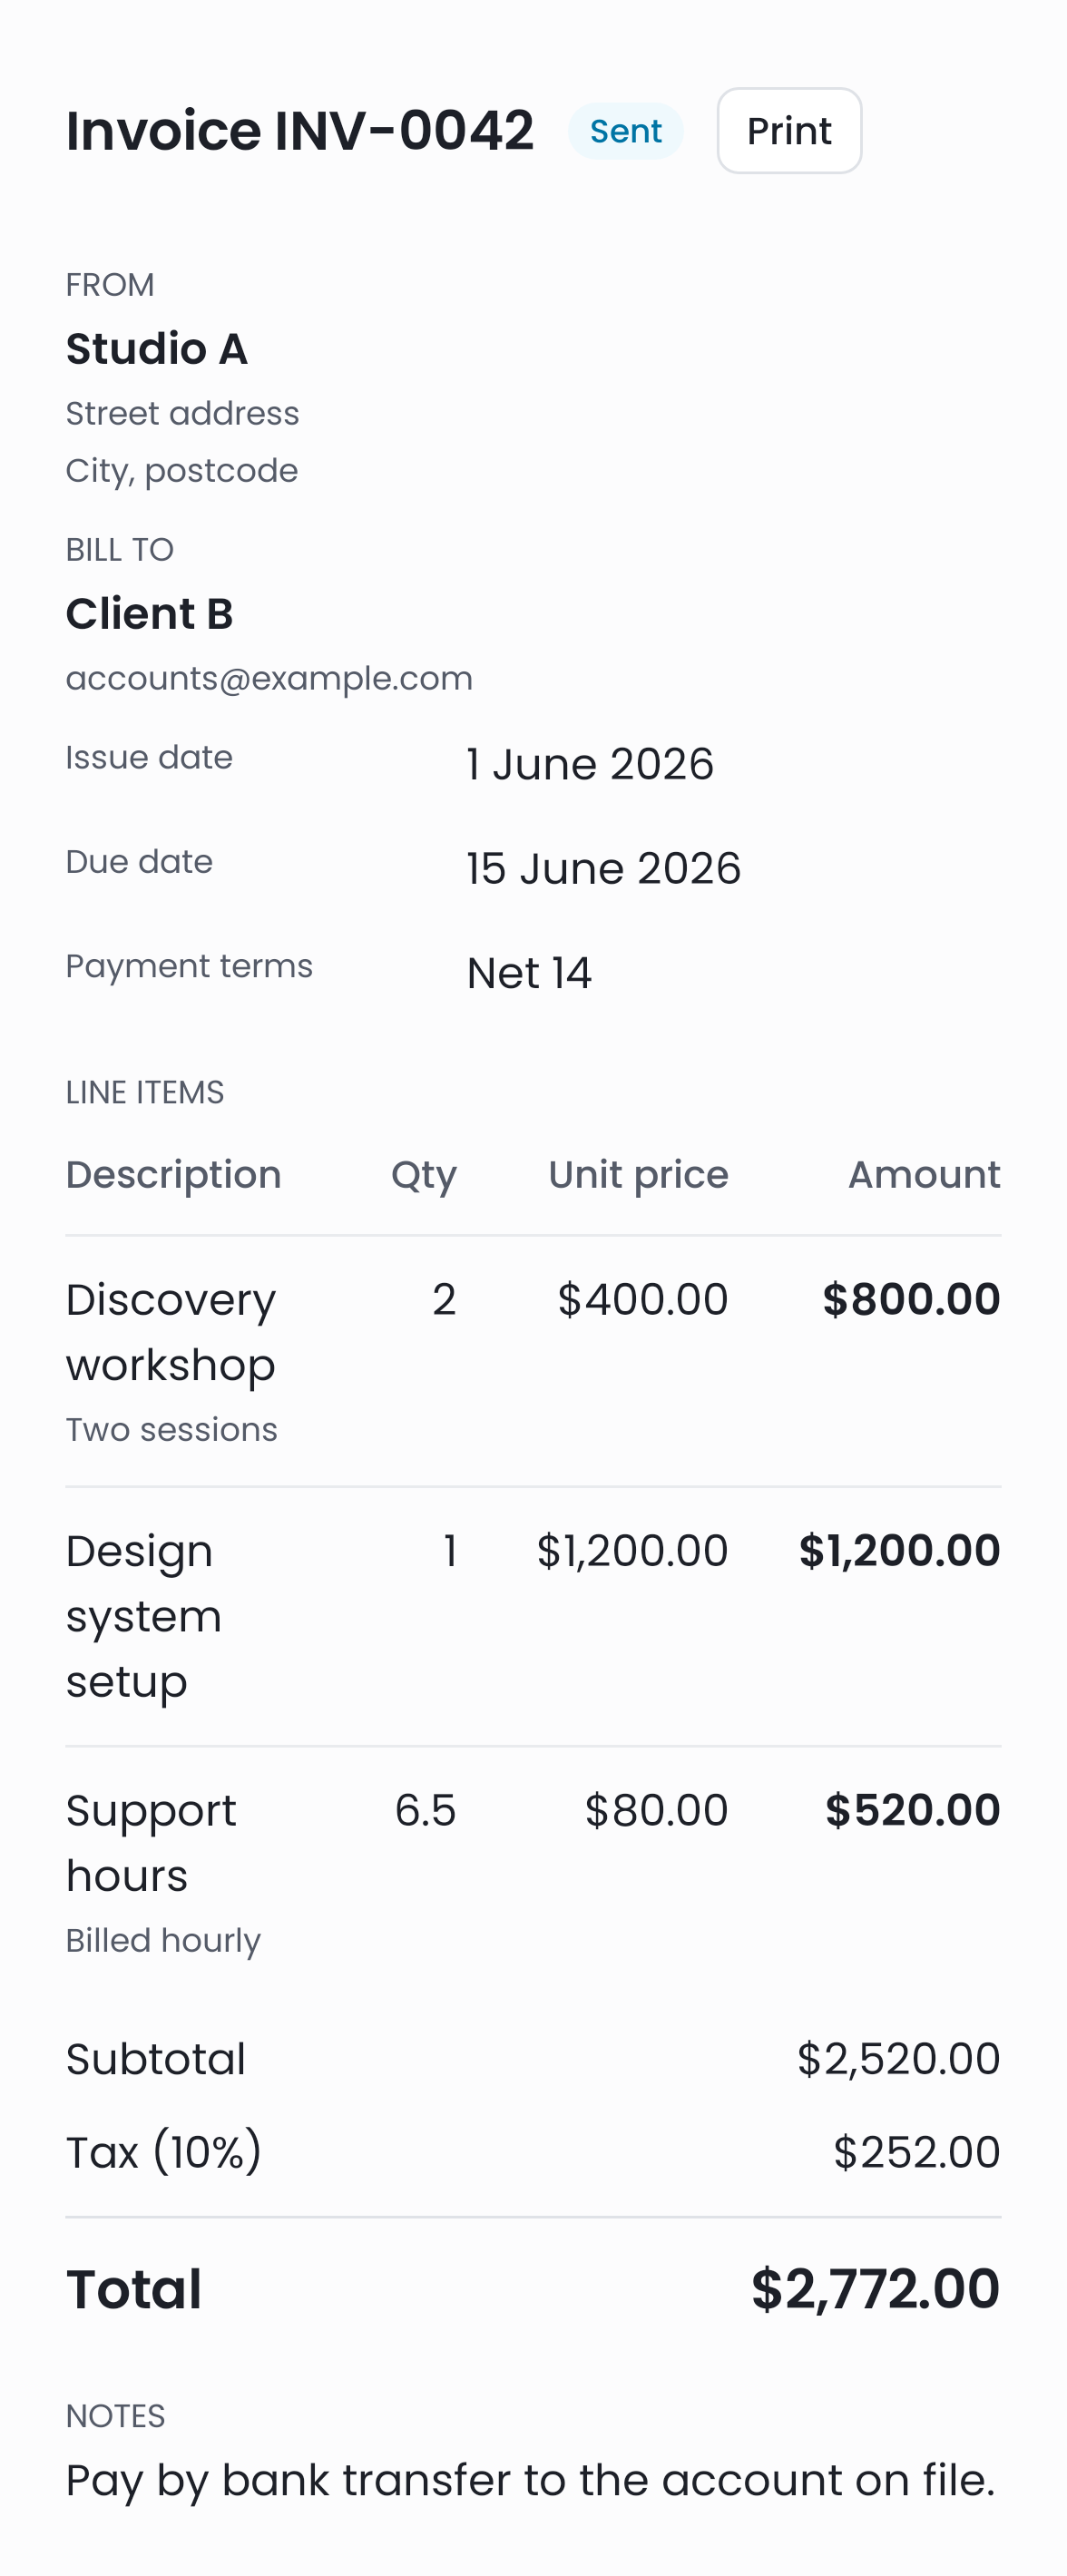 Invoice INV-0042 Sent Print
FROM
Studio A
Street address
City, postcode
BILL TO
Client B
accounts@example.com
Issue date 1 June 2026
Due date 15 June 2026
Payment terms Net 14
LINE ITEMS
Description Qty Unit price Amount
Discovery 2 $400.00 $800.00
workshop
Two sessions
Design 1 $1,200.00 $1,200.00
system
setup
Support 6.5 $80.00 $520.00
hours
Billed hourly
Subtotal $2,520.00
Tax (10%) $252.00
Total $2,772.00
NOTES
Pay by bank transfer to the account on file.